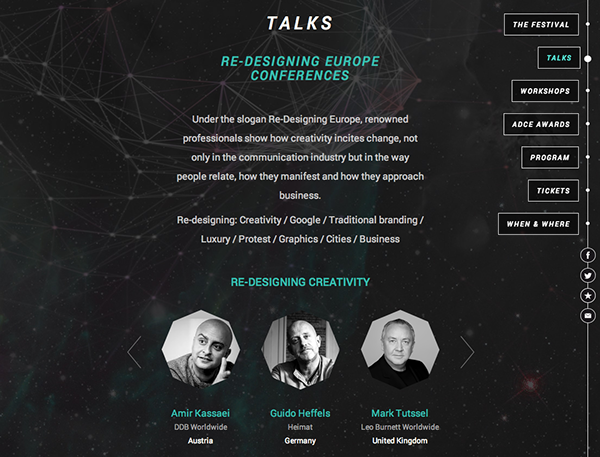 TALKS
RE-DESIGNING EUROPE
CONFERENCES
Under the slogan Re-Designing Europe, renowned
professionals show how creativity incites change, not
only in the communication industry but in the way
people relate, how they manifest and how they approach
business.
Re-designing: Creativity / Google / Traditional branding /
Luxury / Protest / Graphics / Cities / Business
RE-DESIGNING CREATIVITY
Amir Kassaei
DDB Worldwide
Austria
Guido Heffels
Heimat
Germany
Mark Tutssel
Leo Burnett Worldwide
United Kingdom
THE FESTIVAL
TALKS
WORKSHOPS
ADCE AWARDS
PROGRAM
TICKETS
WHEN & WHERE